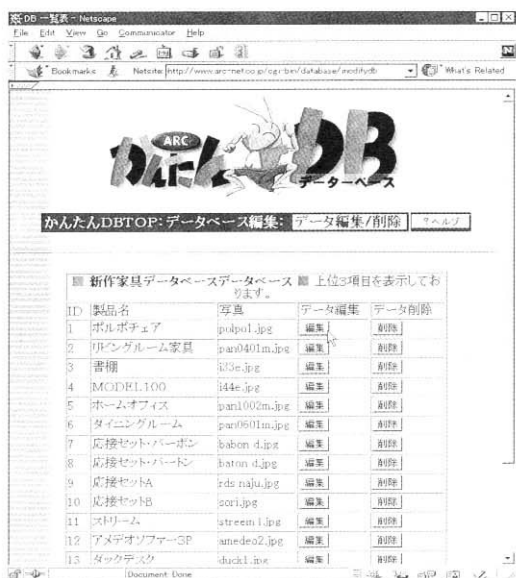 DB 一覧表 - Netscape
File Edit View Go Communicator Help
Bookmarks Netsite: http://www.arc-net.co.jp/cgi-bin/database/modifydb What's Related
ARC
かんたんDB
データベース
かんたんDBTOP:データベース編集: データ編集/削除 ?ヘルプ
新作家具データベースデータベース 上位3項目を表示してお
ります。
ID 製品名 写真 データ編集 データ削除
1 ポルポチェア polpo1.jpg 編集 削除
2 リビングルーム家具 pan0401m.jpg 編集 削除
3 書棚 i33e.jpg 編集 削除
4 MODEL100 i44e.jpg 編集 削除
5 ホームオフィス pan1002m.jpg 編集 削除
6 ダイニングルーム pan0601m.jpg 編集 削除
7 応接セット・バーボン babon d.jpg 編集 削除
8 応接セット・バートン baton d.jpg 編集 削除
9 応接セットA rds naju.jpg 編集 削除
10 応接セットB sori.jpg 編集 削除
11 ストリーム streem 1.jpg 編集 削除
12 アメデオソファー3P amedeo2.jpg 編集 削除
13 ダックデスク duck1.jpg 編集 削除
Document Done